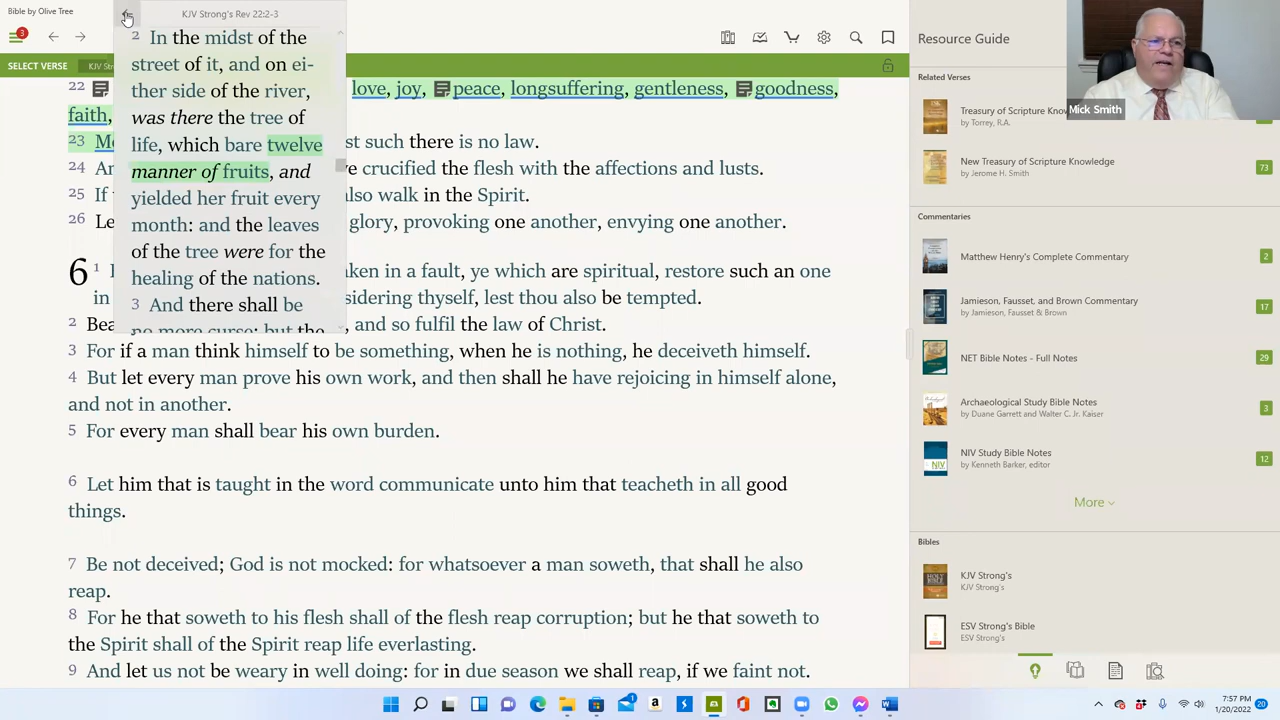 Bible by Olive Tree
3
SELECT VERSE
KJV Strong's Rev 22:2-3
2 In the midst of the
street of it, and on ei-
ther side of the river,
was there the tree of
life, which bare twelve
manner of fruits, and
yielded her fruit every
month: and the leaves
of the tree were for the
healing of the nations.
3 And there shall be
no more curse: but the
22 love, joy, peace, longsuffering, gentleness, goodness,
faith,
23 st such there is no law.
24 e crucified the flesh with the affections and lusts.
25 If also walk in the Spirit.
26 glory, provoking one another, envying one another.
6 1 ken in a fault, ye which are spiritual, restore such an one
in sidering thyself, lest thou also be tempted.
2 Bea , and so fulfil the law of Christ.
3 For if a man think himself to be something, when he is nothing, he deceiveth himself.
4 But let every man prove his own work, and then shall he have rejoicing in himself alone,
and not in another.
5 For every man shall bear his own burden.
6 Let him that is taught in the word communicate unto him that teacheth in all good
things.
7 Be not deceived; God is not mocked: for whatsoever a man soweth, that shall he also
reap.
8 For he that soweth to his flesh shall of the flesh reap corruption; but he that soweth to
the Spirit shall of the Spirit reap life everlasting.
9 And let us not be weary in well doing: for in due season we shall reap, if we faint not.
Resource Guide
Mick Smith
Related Verses
Treasury of Scripture
by Torrey, R.A.
New Treasury of Scripture Knowledge
by Jerome H. Smith
73
Commentaries
Matthew Henry's Complete Commentary
2
Jamieson, Fausset, and Brown Commentary
by Jamieson, Fausset & Brown
17
NET Bible Notes - Full Notes
29
Archaeological Study Bible Notes
by Duane Garrett and Walter C. Jr. Kaiser
3
NIV Study Bible Notes
by Kenneth Barker, editor
12
More
Bibles
KJV Strong's
KJV Strong's
ESV Strong's Bible
ESV Strong's
7:57 PM
1/20/2022
20